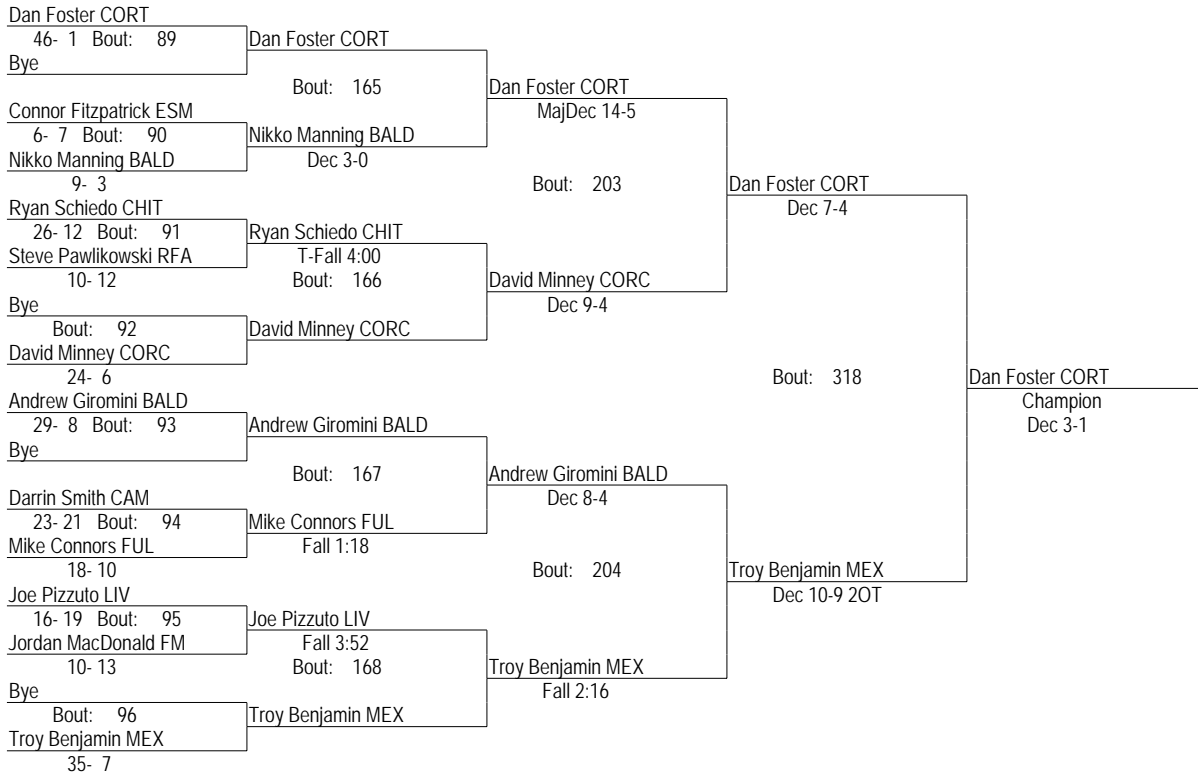 Dan Foster CORT
46- 1 Bout: 89
Bye
Connor Fitzpatrick ESM
6- 7 Bout: 90
Nikko Manning BALD
9- 3
Ryan Schiedo CHIT
26- 12 Bout: 91
Steve Pawlikowski RFA
10- 12
Bye
Bout: 92
David Minney CORC
24- 6
Andrew Giromini BALD
29- 8 Bout: 93
Bye
Darrin Smith CAM
23- 21 Bout: 94
Mike Connors FUL
18- 10
Joe Pizzuto LIV
16- 19 Bout: 95
Jordan MacDonald FM
10- 13
Bye
Bout: 96
Troy Benjamin MEX
35- 7
Dan Foster CORT
Bout: 165
Nikko Manning BALD
Dec 3-0
Ryan Schiedo CHIT
T-Fall 4:00
Bout: 166
David Minney CORC
Andrew Giromini BALD
Bout: 167
Mike Connors FUL
Fall 1:18
Joe Pizzuto LIV
Fall 3:52
Bout: 168
Troy Benjamin MEX
Dan Foster CORT
MajDec 14-5
Bout: 203
David Minney CORC
Dec 9-4
Andrew Giromini BALD
Dec 8-4
Bout: 204
Troy Benjamin MEX
Fall 2:16
Dan Foster CORT
Dec 7-4
Bout: 318
Troy Benjamin MEX
Dec 10-9 2OT
Dan Foster CORT
Champion
Dec 3-1